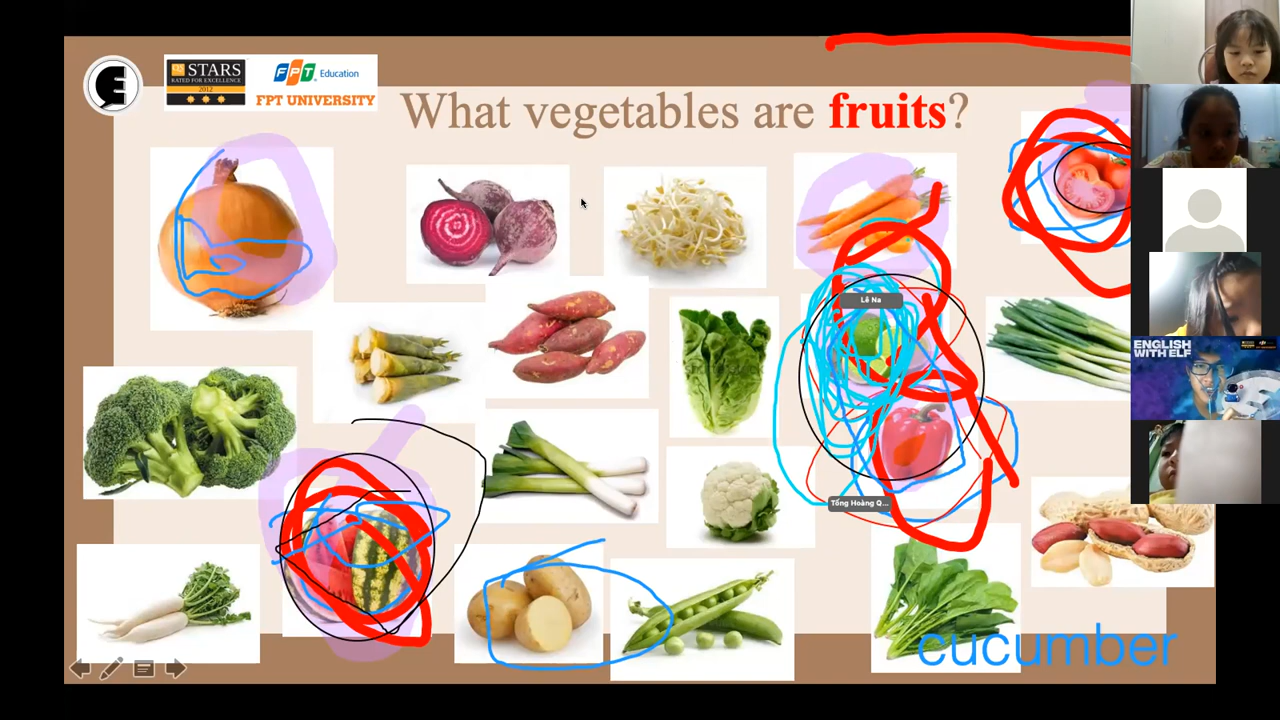 STARS
RATED FOR EXCELLENCE
2012
FPT Education
FPT UNIVERSITY
What vegetables are fruits?
Lê Na
ENGLISH
WITH ELF
Tống Hoàng Q...
cucumber